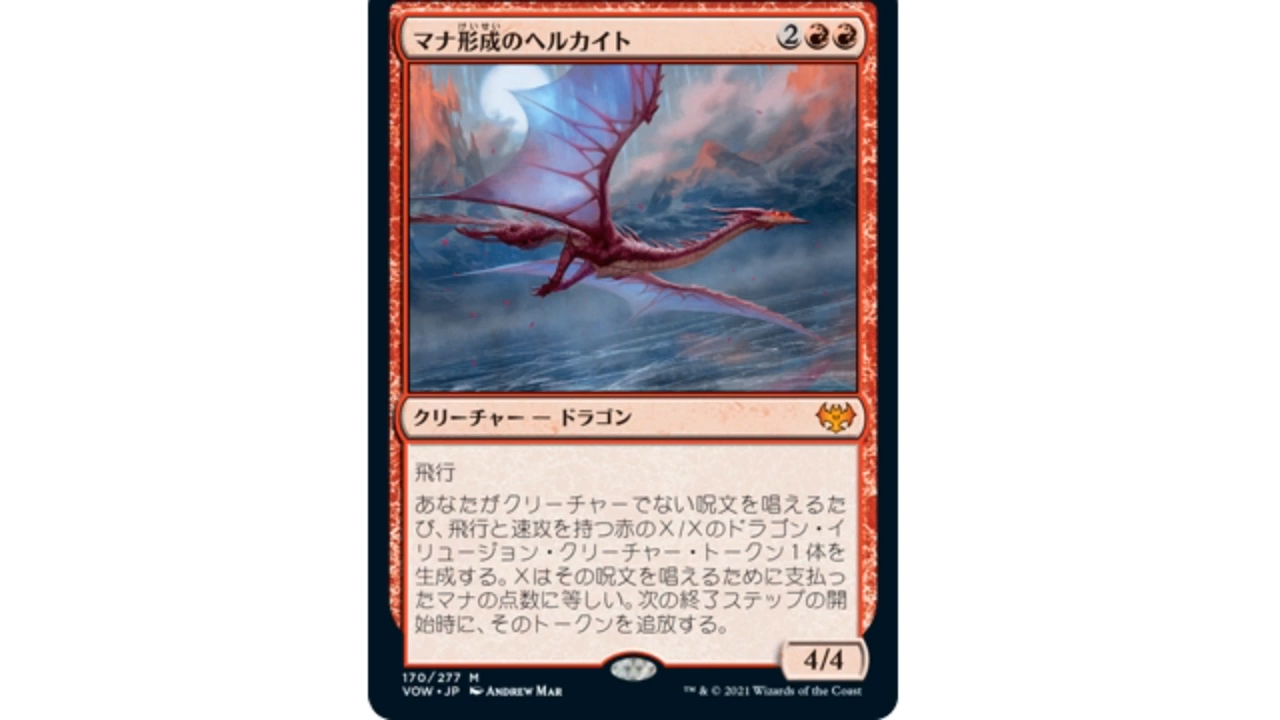 マナ形成のヘルカイト 2
けいせい
クリーチャー — ドラゴン
飛行
あなたがクリーチャーでない呪文を唱えるた
び、飛行と速攻を持つ赤のX/Xのドラゴン・イ
リュージョン・クリーチャー・トークン1体を
生成する。Xはその呪文を唱えるために支払っ
たマナの点数に等しい。次の終了ステップの開
始時に、そのトークンを追放する。
4/4
170/277 M
VOW・JP ANDREW MAR
™ & © 2021 Wizards of the Coast